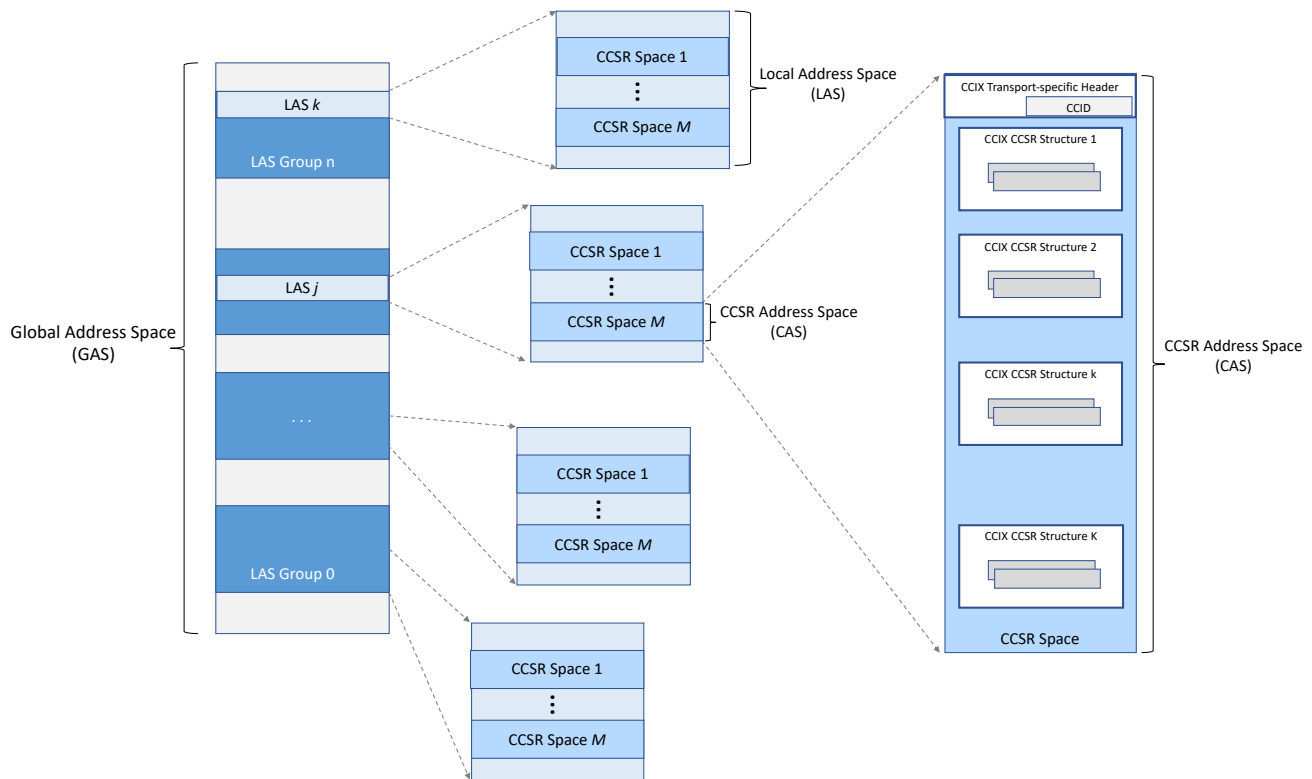 Global Address Space
(GAS)
LAS k
LAS Group n
LAS j
. . .
LAS Group 0
CCSR Space 1
CCSR Space M
Local Address Space
(LAS)
CCSR Space 1
CCSR Space M
CCSR Address Space
(CAS)
CCSR Space 1
CCSR Space M
CCSR Space 1
CCSR Space M
CCIX Transport-specific Header
CCID
CCIX CCSR Structure 1
CCIX CCSR Structure 2
CCIX CCSR Structure k
CCIX CCSR Structure K
CCSR Space
CCSR Address Space
(CAS)